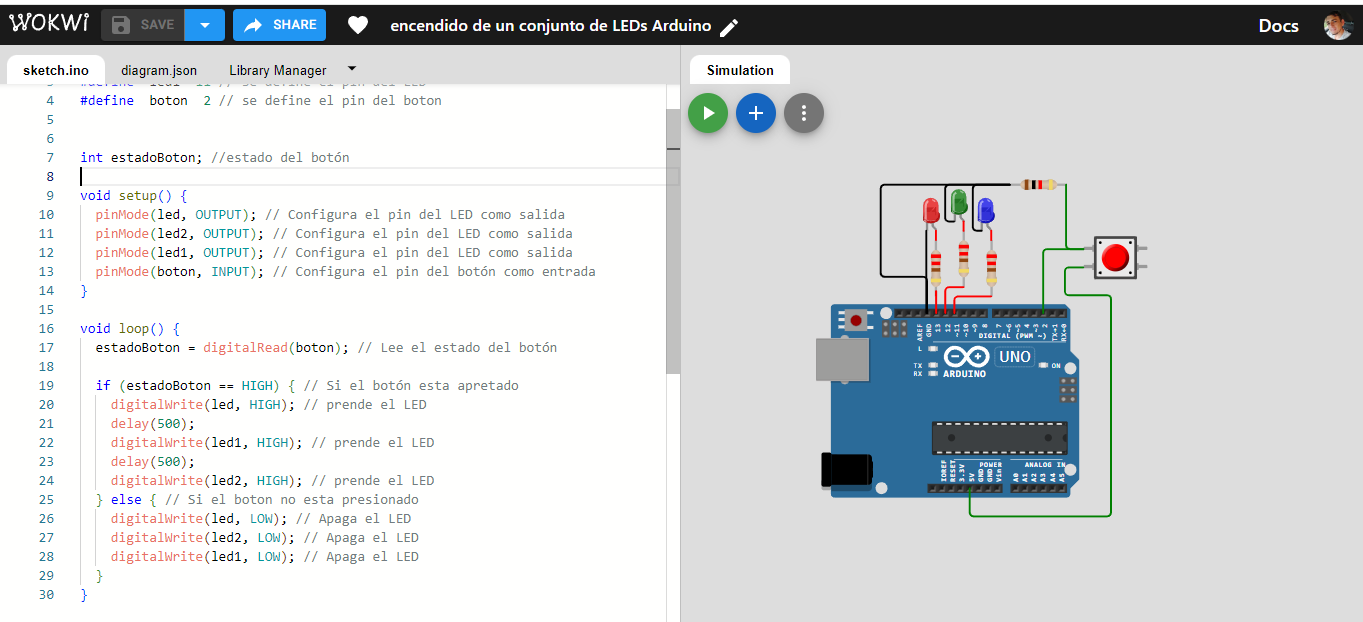 WOKWi SAVE SHARE encendido de un conjunto de LEDs Arduino Docs
sketch.ino diagram.json Library Manager
Simulation
4 #define boton 2 // se define el pin del boton
5
6
7 int estadoBoton; //estado del botón
8
9 void setup() {
10 pinMode(led, OUTPUT); // Configura el pin del LED como salida
11 pinMode(led2, OUTPUT); // Configura el pin del LED como salida
12 pinMode(led1, OUTPUT); // Configura el pin del LED como salida
13 pinMode(boton, INPUT); // Configura el pin del botón como entrada
14 }
15
16 void loop() {
17 estadoBoton = digitalRead(boton); // Lee el estado del botón
18
19 if (estadoBoton == HIGH) { // Si el botón esta apretado
20 digitalWrite(led, HIGH); // prende el LED
21 delay(500);
22 digitalWrite(led1, HIGH); // prende el LED
23 delay(500);
24 digitalWrite(led2, HIGH); // prende el LED
25 } else { // Si el boton no esta presionado
26 digitalWrite(led, LOW); // Apaga el LED
27 digitalWrite(led2, LOW); // Apaga el LED
28 digitalWrite(led1, LOW); // Apaga el LED
29 }
30 }
AREF GND 13 12 ~11 ~10 ~9 8 7 ~6 ~5 4 ~3 2 TX→1 RX←0
DIGITAL (PWM ~)
L
TX
RX
UNO
ON
ARDUINO
POWER ANALOG IN
IOREF RESET 3.3V 5V GND GND Vin A0 A1 A2 A3 A4 A5